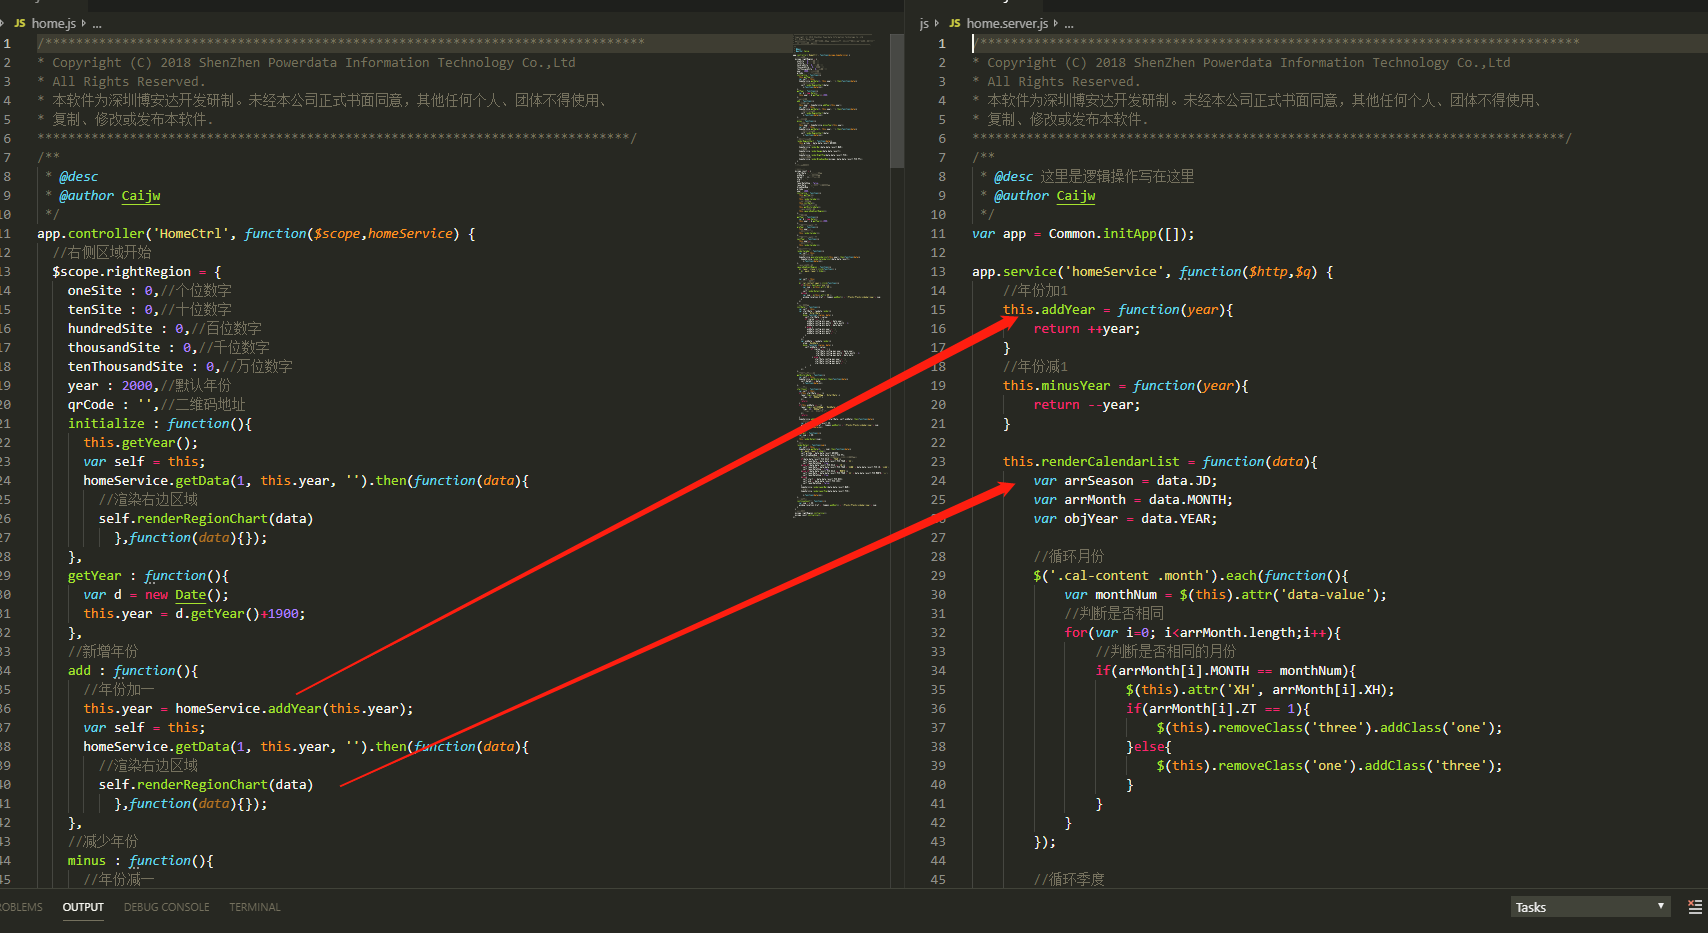 JS home.js ...
1 /******************************************************************************
2 * Copyright (C) 2018 ShenZhen Powerdata Information Technology Co.,Ltd
3 * All Rights Reserved.
4 * 本软件为深圳博安达开发研制。未经本公司正式书面同意，其他任何个人、团体不得使用、
5 * 复制、修改或发布本软件.
6 *****************************************************************************/
7 /**
8 * @desc
9 * @author Caijw
10 */
11 app.controller('HomeCtrl', function($scope,homeService) {
12 //右侧区域开始
13 $scope.rightRegion = {
14 oneSite : 0,//个位数字
15 tenSite : 0,//十位数字
16 hundredSite : 0,//百位数字
17 thousandSite : 0,//千位数字
18 tenThousandSite : 0,//万位数字
19 year : 2000,//默认年份
20 qrCode : '',//二维码地址
21 initialize : function(){
22 this.getYear();
23 var self = this;
24 homeService.getData(1, this.year, '').then(function(data){
25 //渲染右边区域
26 self.renderRegionChart(data)
27 },function(data){});
28 },
29 getYear : function(){
30 var d = new Date();
31 this.year = d.getYear()+1900;
32 },
33 //新增年份
34 add : function(){
35 //年份加一
36 this.year = homeService.addYear(this.year);
37 var self = this;
38 homeService.getData(1, this.year, '').then(function(data){
39 //渲染右边区域
40 self.renderRegionChart(data)
41 },function(data){});
42 },
43 //减少年份
44 minus : function(){
45 //年份减一
js JS home.server.js ...
1 /******************************************************************************
2 * Copyright (C) 2018 ShenZhen Powerdata Information Technology Co.,Ltd
3 * All Rights Reserved.
4 * 本软件为深圳博安达开发研制。未经本公司正式书面同意，其他任何个人、团体不得使用、
5 * 复制、修改或发布本软件.
6 *****************************************************************************/
7 /**
8 * @desc 这里是逻辑操作写在这里
9 * @author Caijw
10 */
11 var app = Common.initApp([]);
12
13 app.service('homeService', function($http,$q) {
14 //年份加1
15 this.addYear = function(year){
16 return ++year;
17 }
18 //年份减1
19 this.minusYear = function(year){
20 return --year;
21 }
22
23 this.renderCalendarList = function(data){
24 var arrSeason = data.JD;
25 var arrMonth = data.MONTH;
26 var objYear = data.YEAR;
27
28 //循环月份
29 $('.cal-content .month').each(function(){
30 var monthNum = $(this).attr('data-value');
31 //判断是否相同
32 for(var i=0; i<arrMonth.length;i++){
33 //判断是否相同的月份
34 if(arrMonth[i].MONTH == monthNum){
35 $(this).attr('XH', arrMonth[i].XH);
36 if(arrMonth[i].ZT == 1){
37 $(this).removeClass('three').addClass('one');
38 }else{
39 $(this).removeClass('one').addClass('three');
40 }
41 }
42 }
43 });
44
45 //循环季度
OBLEMS OUTPUT DEBUG CONSOLE TERMINAL Tasks